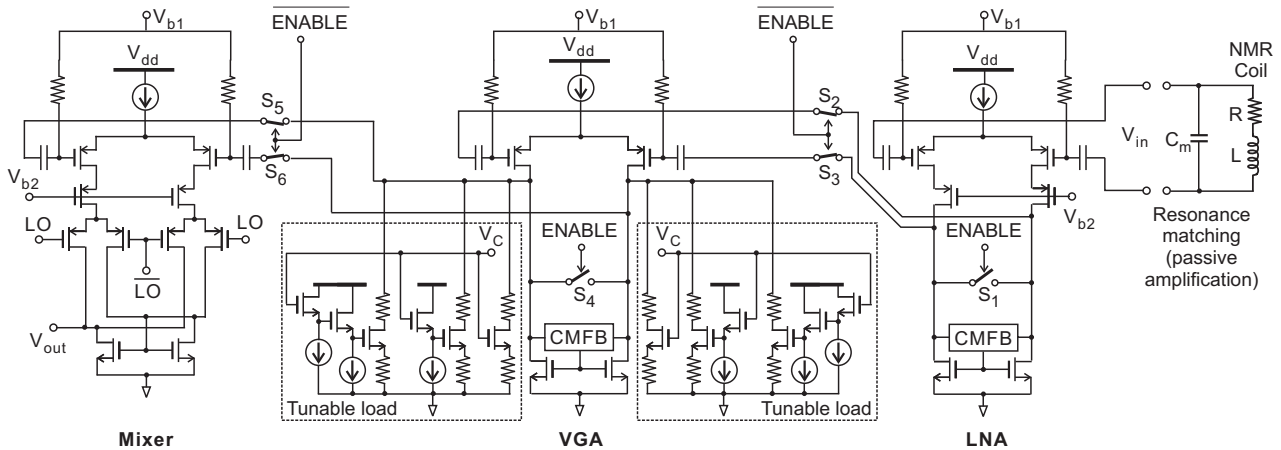 V_b1
ENABLE
V_b1
ENABLE
V_b1
V_dd
V_dd
V_dd
NMR
Coil
S_5
S_2
R
V_in
C_m
L
S_6
S_3
V_b2
V_b2
LO
LO
LO
ENABLE
ENABLE
V_C
V_C
S_4
S_1
Resonance
matching
(passive
amplification)
V_out
CMFB
CMFB
Tunable load
Tunable load
Mixer
VGA
LNA